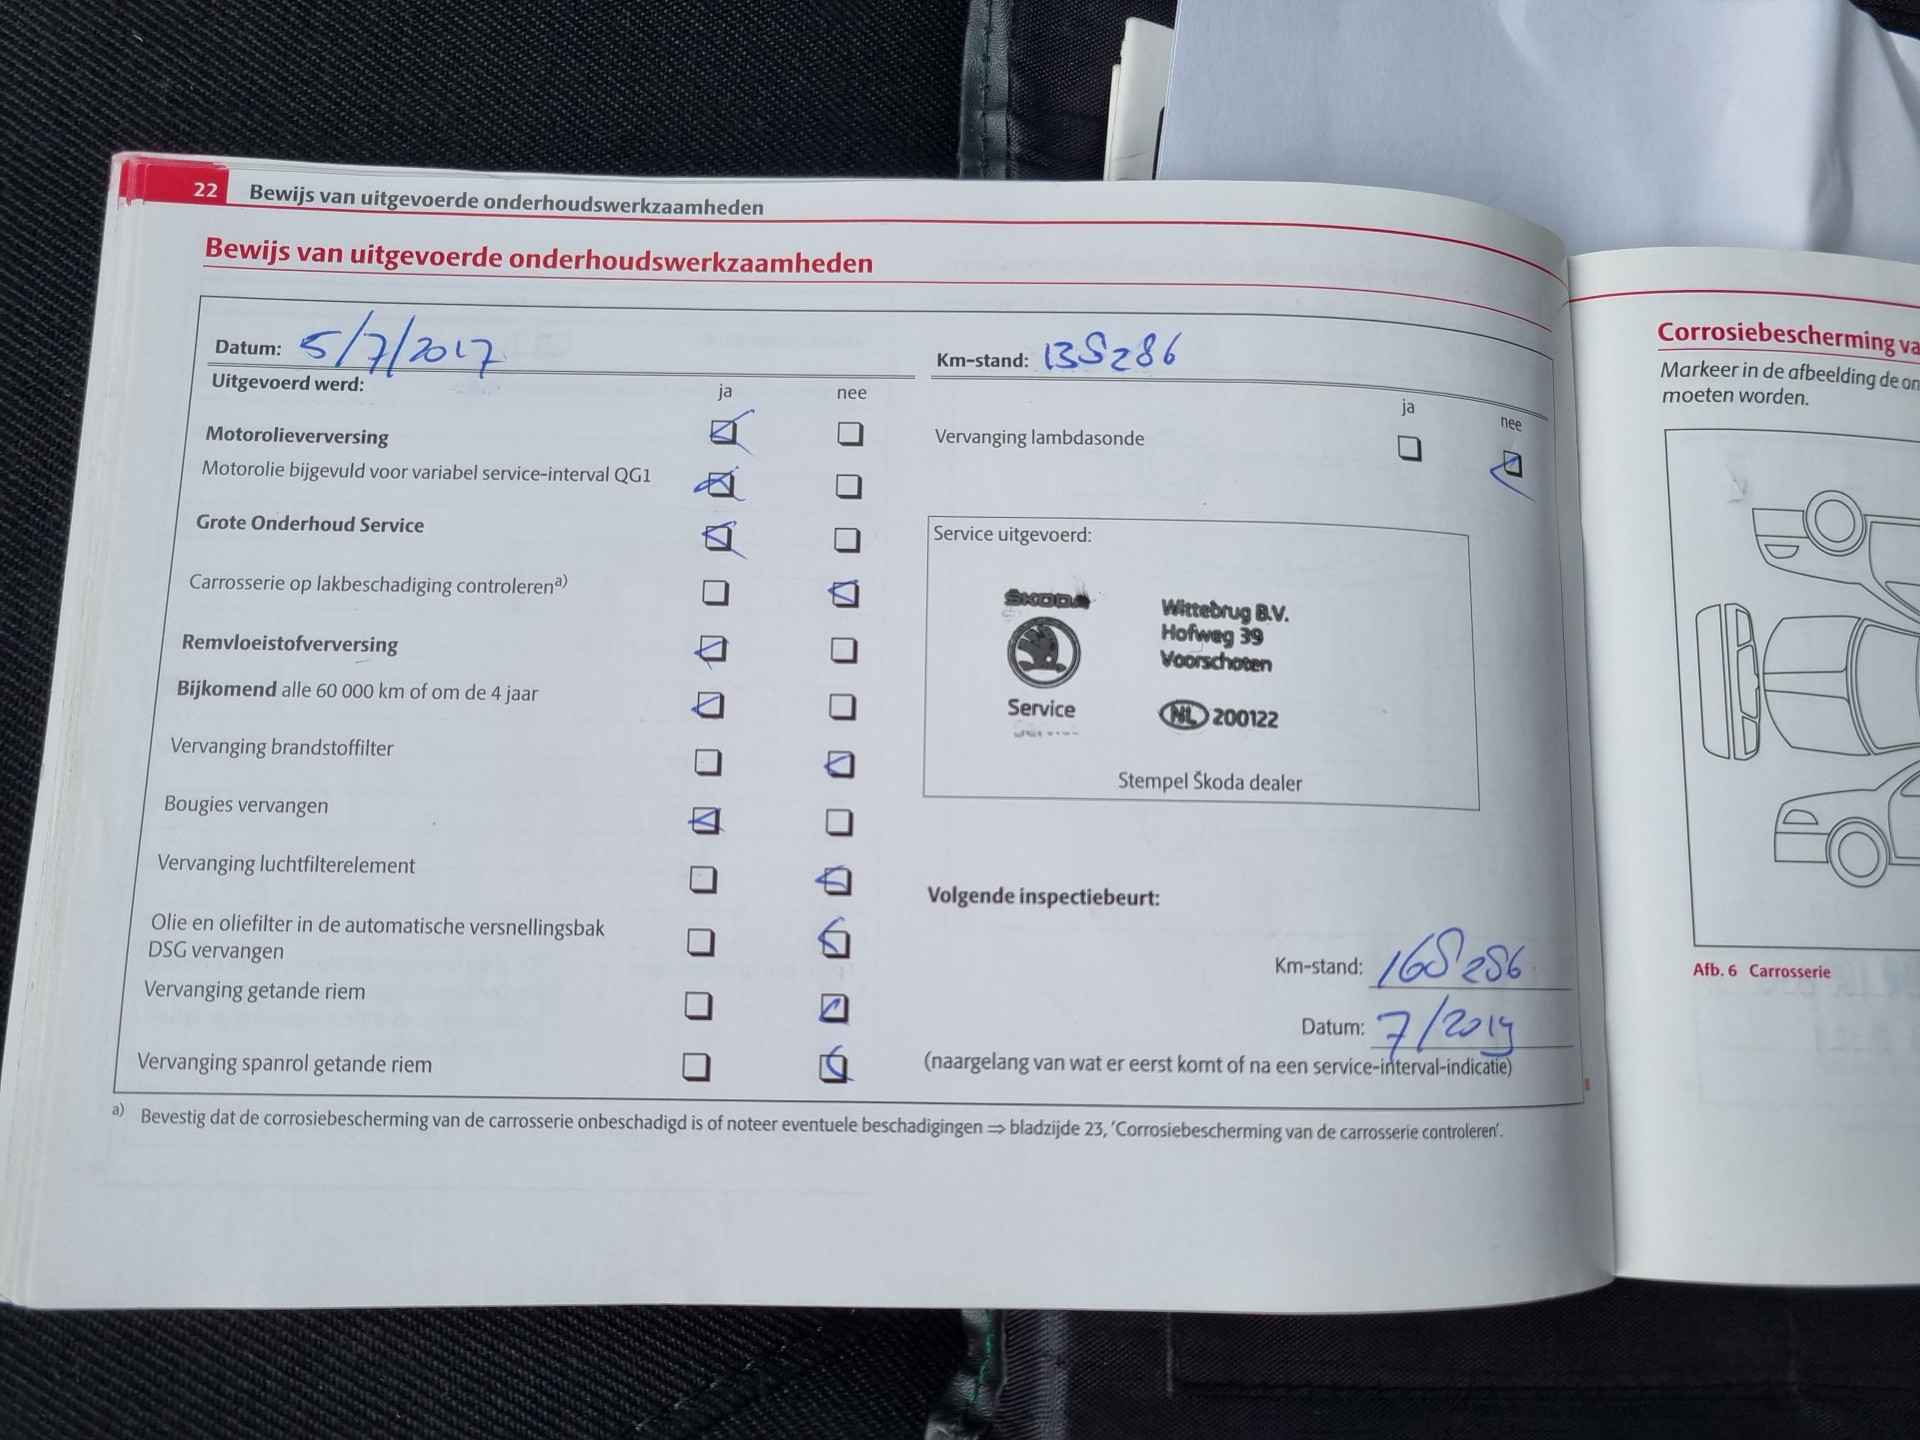 22 Bewijs van uitgevoerde onderhoudswerkzaamheden
Bewijs van uitgevoerde onderhoudswerkzaamheden
Datum: 5/7/2017
Uitgevoerd werd:
ja nee
Motorolieverversing
Motorolie bijgevuld voor variabel service-interval QG1
Grote Onderhoud Service
Carrosserie op lakbeschadiging controleren a)
Remvloeistofverversing
Bijkomend alle 60 000 km of om de 4 jaar
Vervanging brandstoffilter
Bougies vervangen
Vervanging luchtfilterelement
Olie en oliefilter in de automatische versnellingsbak
DSG vervangen
Vervanging getande riem
Vervanging spanrol getande riem
Km-stand: 138286
ja nee
Vervanging lambdasonde
Service uitgevoerd:
ŠKODA
Service
Wittebrug B.V.
Hofweg 39
Voorschoten
NL 200122
Stempel Škoda dealer
Volgende inspectiebeurt:
Km-stand: 168286
Datum: 7/2019
(naargelang van wat er eerst komt of na een service-interval-indicatie)
a) Bevestig dat de corrosiebescherming van de carrosserie onbeschadigd is of noteer eventuele beschadigingen ⇒ bladzijde 23, 'Corrosiebescherming van de carrosserie controleren'.
Corrosiebescherming va
Markeer in de afbeelding de on
moeten worden.
Afb. 6 Carrosserie